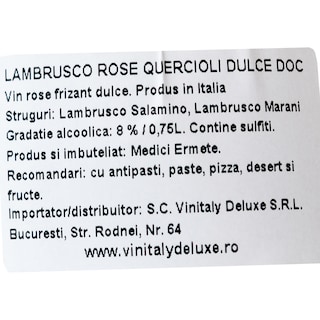 LAMBRUSCO ROSE QUERCIOLI DULCE DOC
Vin rose frizant dulce. Produs in Italia
Struguri: Lambrusco Salamino, Lambrusco Marani
Gradatie alcoolica: 8 % / 0,75L. Contine sulfiti.
Produs si imbuteliat: Medici Ermete.
Recomandari: cu antipasti, paste, pizza, desert si
fructe.
Importator/distribuitor: S.C. Vinitaly Deluxe S.R.L.
Bucuresti, Str. Rodnei, Nr. 64
www.vinitalydeluxe.ro